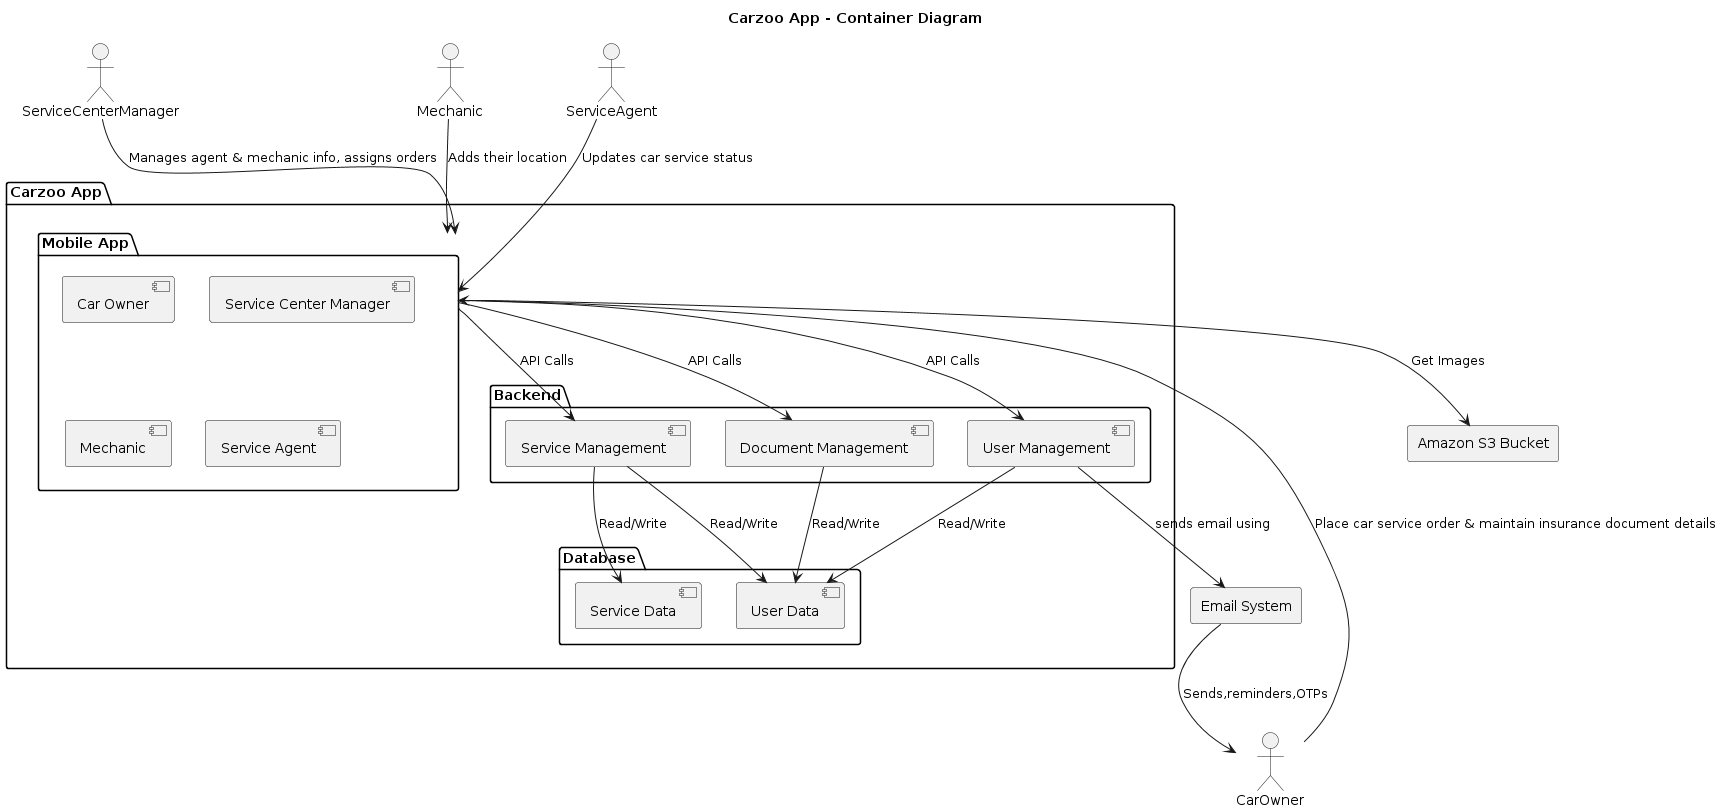 Carzoo App - Container Diagram
ServiceCenterManager
Mechanic
ServiceAgent
Manages agent & mechanic info, assigns orders
Adds their location
Updates car service status
Carzoo App
Mobile App
Car Owner
Service Center Manager
API Calls
API Calls
API Calls
Get Images
Backend
Mechanic
Service Agent
Service Management
Document Management
User Management
Amazon S3 Bucket
Read/Write
Read/Write
Read/Write
Read/Write
sends email using
Place car service order & maintain insurance document details
Database
Service Data
User Data
Email System
Sends,reminders,OTPs
CarOwner